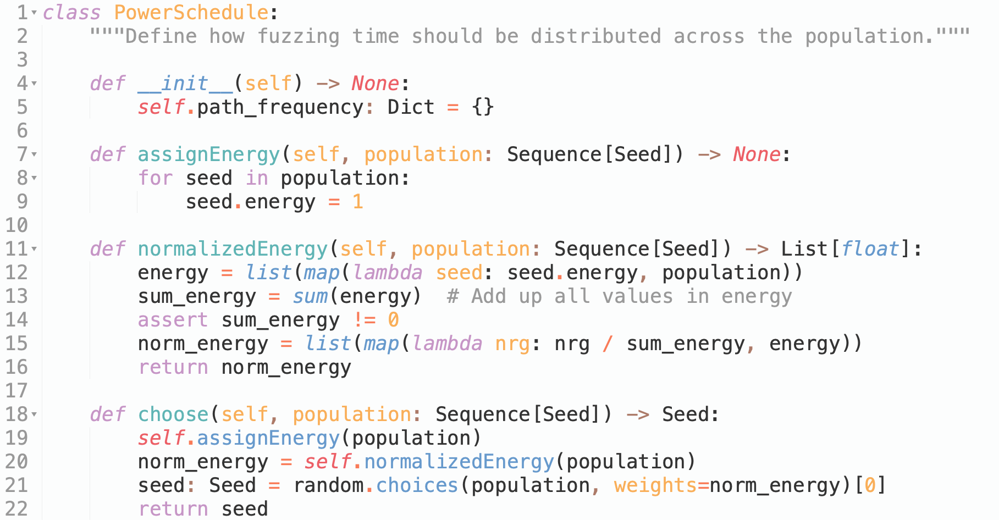 1 class PowerSchedule:
2     """Define how fuzzing time should be distributed across the population."""
3
4     def __init__(self) -> None:
5         self.path_frequency: Dict = {}
6
7     def assignEnergy(self, population: Sequence[Seed]) -> None:
8         for seed in population:
9             seed.energy = 1
10
11     def normalizedEnergy(self, population: Sequence[Seed]) -> List[float]:
12         energy = list(map(lambda seed: seed.energy, population))
13         sum_energy = sum(energy)  # Add up all values in energy
14         assert sum_energy != 0
15         norm_energy = list(map(lambda nrg: nrg / sum_energy, energy))
16         return norm_energy
17
18     def choose(self, population: Sequence[Seed]) -> Seed:
19         self.assignEnergy(population)
20         norm_energy = self.normalizedEnergy(population)
21         seed: Seed = random.choices(population, weights=norm_energy)[0]
22         return seed